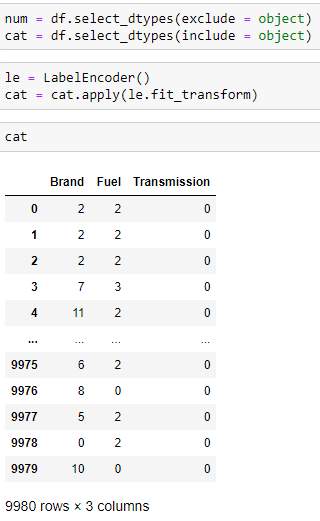 num = df.select_dtypes(exclude = object)
cat = df.select_dtypes(include = object)
le = LabelEncoder()
cat = cat.apply(le.fit_transform)
cat
Brand Fuel Transmission
0 2 2 0
1 2 2 0
2 2 2 0
3 7 3 0
4 11 2 0
... ... ... ...
9975 6 2 0
9976 8 0 0
9977 5 2 0
9978 0 2 0
9979 10 0 0
9980 rows × 3 columns